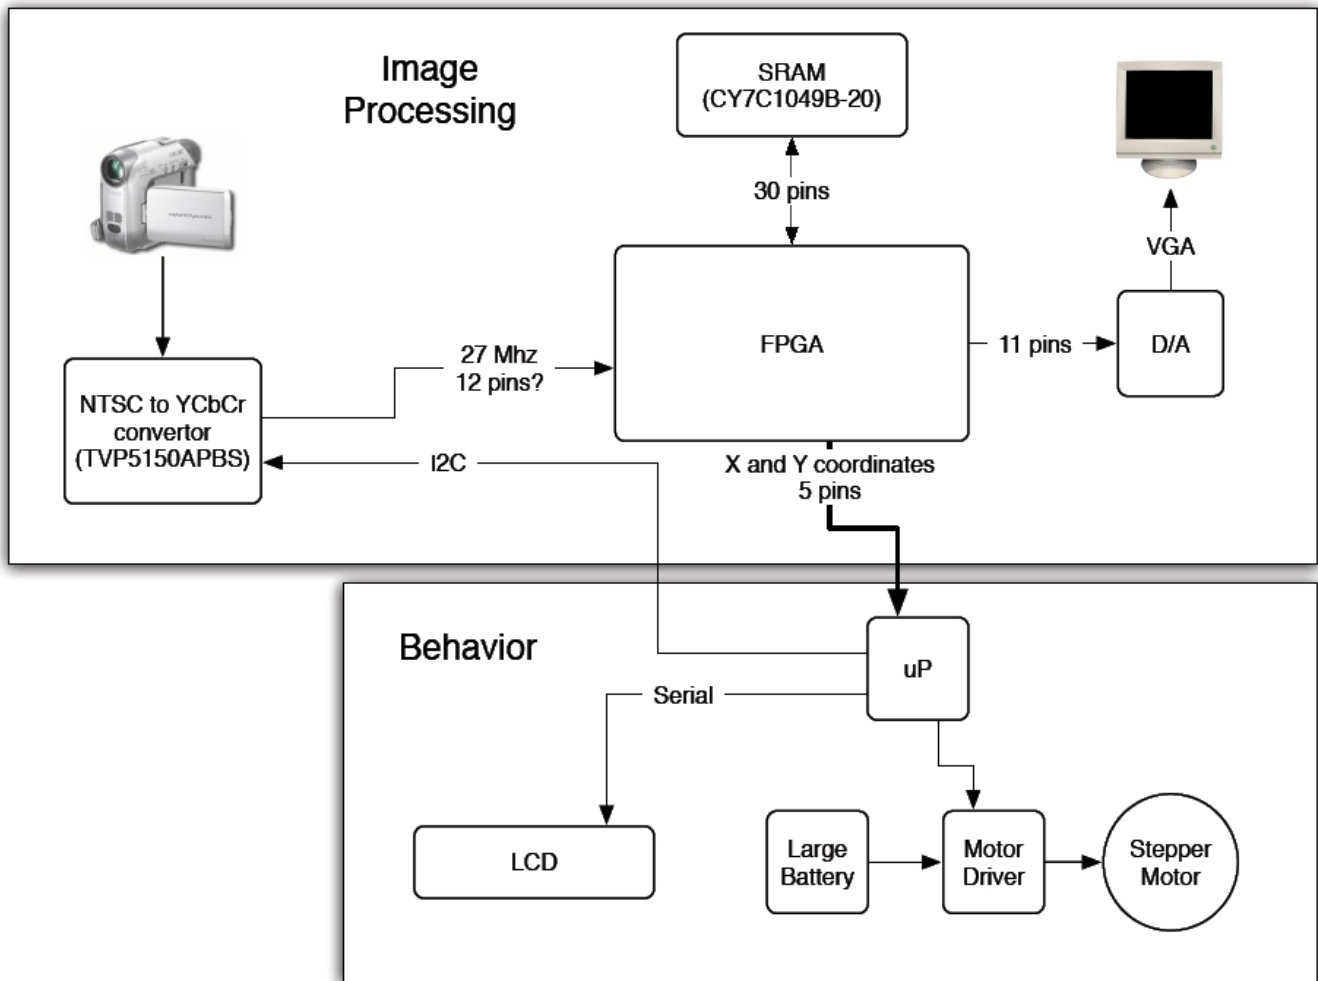 Image
Processing
SRAM
(CY7C1049B-20)
30 pins
VGA
FPGA
11 pins
D/A
27 Mhz
12 pins?
NTSC to YCbCr
convertor
(TVP5150APBS)
I2C
X and Y coordinates
5 pins
Behavior
uP
Serial
LCD
Large
Battery
Motor
Driver
Stepper
Motor